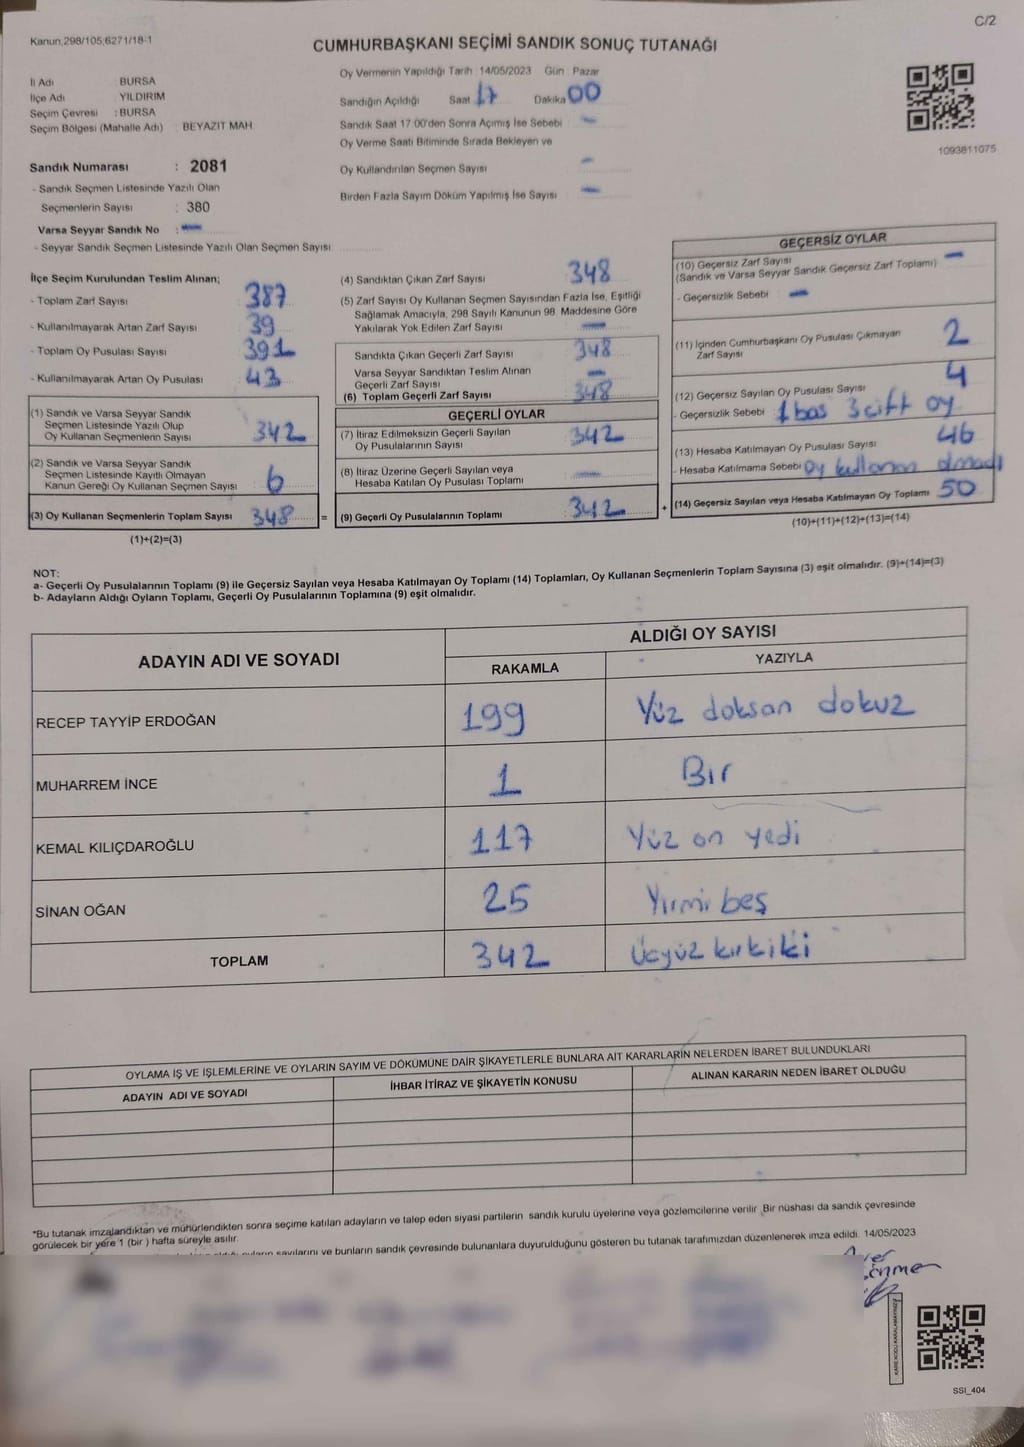 C/2
Kanun,298/105,6271/18-1
CUMHURBAŞKANI SEÇİMİ SANDIK SONUÇ TUTANAĞI
İl Adı BURSA
İlçe Adı YILDIRIM
Seçim Çevresi : BURSA
Seçim Bölgesi (Mahalle Adı) BEYAZIT MAH.
Oy Vermenin Yapıldığı Tarih 14/05/2023 Gün : Pazar
Sandığın Açıldığı Saat 17 Dakika 00
Sandık Saat 17:00'den Sonra Açımış İse Sebebi
Oy Verme Saati Bitiminde Sırada Bekleyen ve
Oy Kullandırılan Seçmen Sayısı
Birden Fazla Sayım Döküm Yapılmış İse Sayısı
1093811075
Sandık Numarası : 2081
- Sandık Seçmen Listesinde Yazılı Olan
Seçmenlerin Sayısı : 380
Varsa Seyyar Sandık No :
- Seyyar Sandık Seçmen Listesinde Yazılı Olan Seçmen Sayısı
İlçe Seçim Kurulundan Teslim Alınan;
- Toplam Zarf Sayısı 387
- Kullanılmayarak Artan Zarf Sayısı 39
- Toplam Oy Pusulası Sayısı 391
- Kullanılmayarak Artan Oy Pusulası 43
(1) Sandık ve Varsa Seyyar Sandık
Seçmen Listesinde Yazılı Olup
Oy Kullanan Seçmenlerin Sayısı 342
(2) Sandık ve Varsa Seyyar Sandık
Seçmen Listesinde Kayıtlı Olmayan
Kanun Gereği Oy Kullanan Seçmen Sayısı 6
(3) Oy Kullanan Seçmenlerin Toplam Sayısı 348
(1)+(2)=(3)
(4) Sandıktan Çıkan Zarf Sayısı 348
(5) Zarf Sayısı Oy Kullanan Seçmen Sayısından Fazla İse, Eşitliği
Sağlamak Amacıyla, 298 Sayılı Kanunun 98. Maddesine Göre
Yakılarak Yok Edilen Zarf Sayısı
Sandıkta Çıkan Geçerli Zarf Sayısı 348
Varsa Seyyar Sandıktan Teslim Alınan
Geçerli Zarf Sayısı
(6) Toplam Geçerli Zarf Sayısı 348
GEÇERLİ OYLAR
(7) İtiraz Edilmeksizin Geçerli Sayılan
Oy Pusulalarının Sayısı 342
(8) İtiraz Üzerine Geçerli Sayılan veya
Hesaba Katılan Oy Pusulası Toplamı
= (9) Geçerli Oy Pusulalarının Toplamı 342
GEÇERSİZ OYLAR
(10) Geçersiz Zarf Sayısı
(Sandık ve Varsa Seyyar Sandık Geçersiz Zarf Toplamı)
- Geçersizlik Sebebi
(11) İçinden Cumhurbaşkanı Oy Pusulası Çıkmayan
Zarf Sayısı 2
(12) Geçersiz Sayılan Oy Pusulası Sayısı 4
- Geçersizlik Sebebi 1 bas 3 cift oy
(13) Hesaba Katılmayan Oy Pusulası Sayısı 46
- Hesaba Katılmama Sebebi oy kullanan olmadı
+ (14) Geçersiz Sayılan veya Hesaba Katılmayan Oy Toplamı 50
(10)+(11)+(12)+(13)=(14)
NOT:
a- Geçerli Oy Pusulalarının Toplamı (9) ile Geçersiz Sayılan veya Hesaba Katılmayan Oy Toplamı (14) Toplamları, Oy Kullanan Seçmenlerin Toplam Sayısına (3) eşit olmalıdır. (9)+(14)=(3)
b- Adayların Aldığı Oyların Toplamı, Geçerli Oy Pusulalarının Toplamına (9) eşit olmalıdır.
ADAYIN ADI VE SOYADI
ALDIĞI OY SAYISI
RAKAMLA YAZIYLA
RECEP TAYYİP ERDOĞAN 199 Yüz doksan dokuz
MUHARREM İNCE 1 Bir
KEMAL KILIÇDAROĞLU 117 Yüz on yedi
SİNAN OĞAN 25 Yirmi beş
TOPLAM 342 Üçyüz kırkiki
OYLAMA İŞ VE İŞLEMLERİNE VE OYLARIN SAYIM VE DÖKÜMÜNE DAİR ŞİKAYETLERLE BUNLARA AİT KARARLARIN NELERDEN İBARET BULUNDUKLARI
ADAYIN ADI VE SOYADI İHBAR İTİRAZ VE ŞİKAYETİN KONUSU ALINAN KARARIN NEDEN İBARET OLDUĞU
*Bu tutanak imzalandıktan ve mühürlendikten sonra seçime katılan adayların ve talep eden siyasi partilerin sandık kurulu üyelerine veya gözlemcilerine verilir. Bir nüshası da sandık çevresinde
görülecek bir yere 1 (bir ) hafta süreyle asılır.
sayılarını ve bunların sandık çevresinde bulunanlara duyurulduğunu gösteren bu tutanak tarafımızdan düzenlenerek imza edildi. 14/05/2023
KARE KODU KARALAMAYINIZ
SSI_404